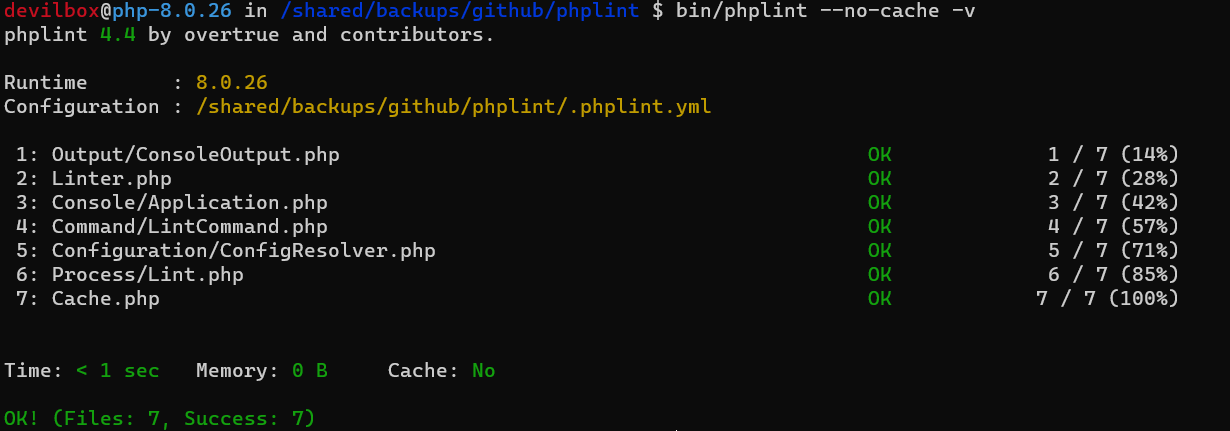 devilbox@php-8.0.26 in /shared/backups/github/phplint $ bin/phplint --no-cache -v
phplint 4.4 by overtrue and contributors.
Runtime : 8.0.26
Configuration : /shared/backups/github/phplint/.phplint.yml
1: Output/ConsoleOutput.php OK 1 / 7 (14%)
2: Linter.php OK 2 / 7 (28%)
3: Console/Application.php OK 3 / 7 (42%)
4: Command/LintCommand.php OK 4 / 7 (57%)
5: Configuration/ConfigResolver.php OK 5 / 7 (71%)
6: Process/Lint.php OK 6 / 7 (85%)
7: Cache.php OK 7 / 7 (100%)
Time: < 1 sec Memory: 0 B Cache: No
OK! (Files: 7, Success: 7)